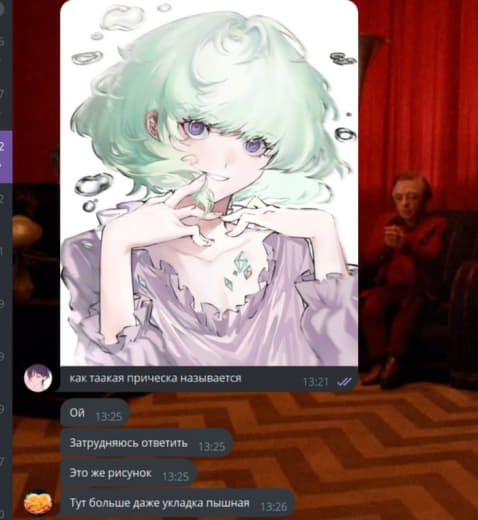 как таакая прическа называется
13:21
Ой 13:25
Затрудняюсь ответить 13:25
Это же рисунок 13:25
Тут больше даже укладка пышная 13:26